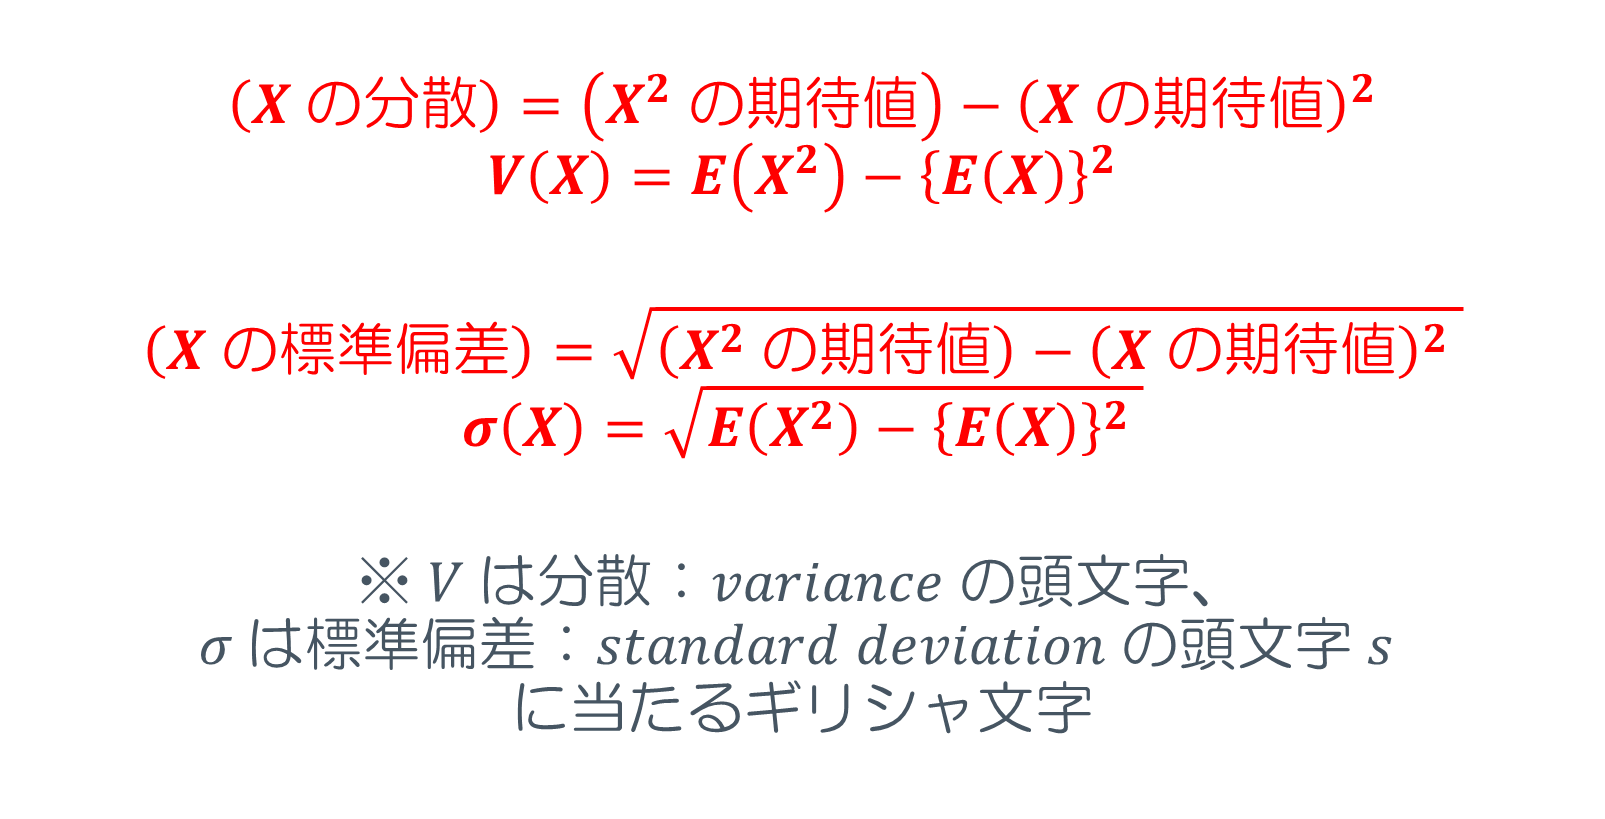 (X の分散) = (X² の期待値) − (X の期待値)²
V(X) = E(X²) − {E(X)}²
(X の標準偏差) = √(X² の期待値) − (X の期待値)²
σ(X) = √E(X²) − {E(X)}²
※ V は分散：variance の頭文字、
σ は標準偏差：standard deviation の頭文字 s
に当たるギリシャ文字